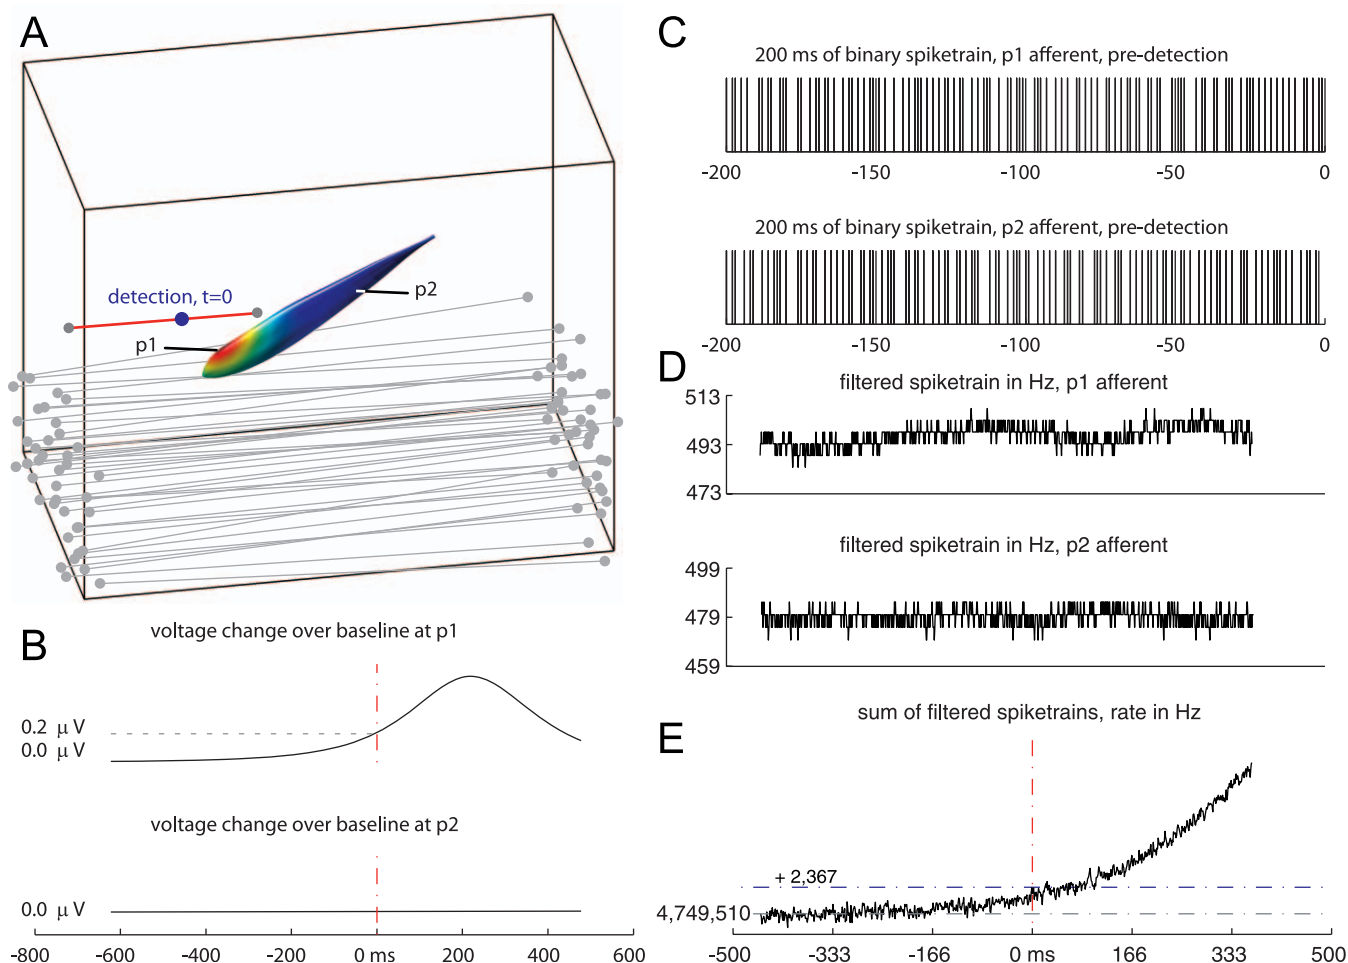 A
detection, t=0
p1
p2
B
voltage change over baseline at p1
0.2 μV
0.0 μV
voltage change over baseline at p2
0.0 μV
-800 -600 -400 -200 0 ms 200 400 600
C
200 ms of binary spiketrain, p1 afferent, pre-detection
-200 -150 -100 -50 0
200 ms of binary spiketrain, p2 afferent, pre-detection
-200 -150 -100 -50 0
D
filtered spiketrain in Hz, p1 afferent
513
493
473
filtered spiketrain in Hz, p2 afferent
499
479
459
E
sum of filtered spiketrains, rate in Hz
+ 2,367
4,749,510
-500 -333 -166 0 ms 166 333 500